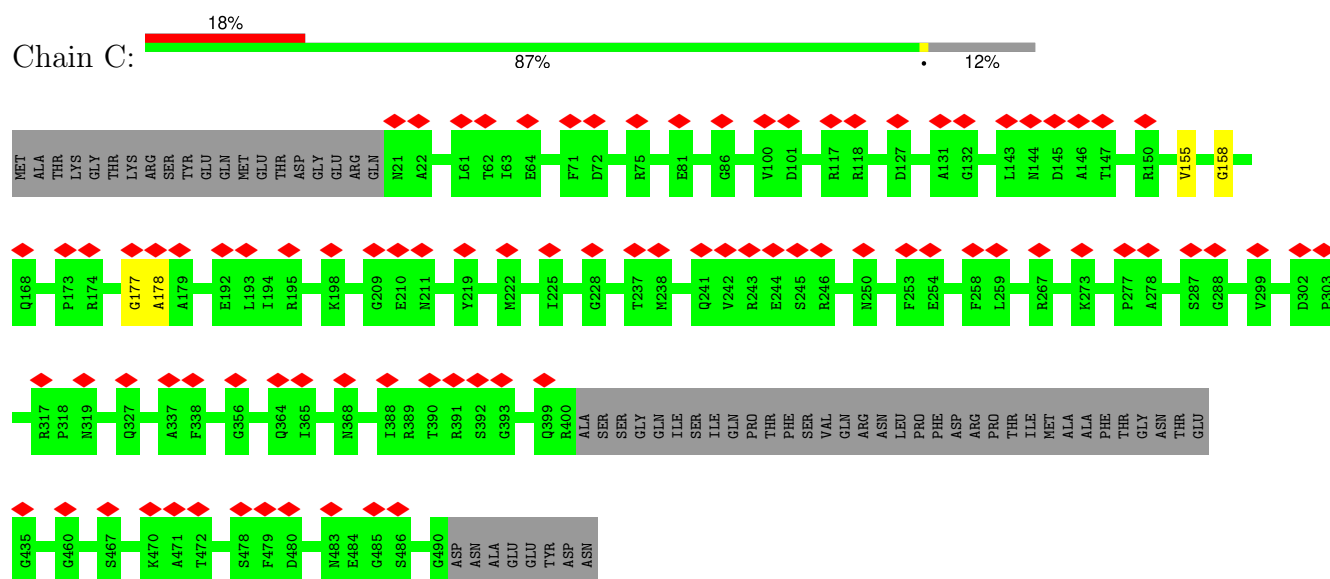 18%
Chain C:
87%
•
12%
MET ALA THR LYS GLY THR LYS ARG SER TYR GLU GLN MET GLU THR ASP GLY GLU ARG GLN N21 A22 L61 T62 I63 E64 F71 D72 R75 E81 G86 V100 D101 R117 R118 D127 A131 G132 L143 N144 D145 A146 T147 R150 V155 G158
Q168 P173 R174 G177 A178 A179 E192 L193 I194 R195 K198 G209 E210 N211 Y219 M222 I225 G228 T237 M238 Q241 V242 R243 E244 S245 R246 N250 F253 E254 F258 L259 R267 K273 P277 A278 S287 G288 V299 D302 P303
R317 P318 N319 Q327 A337 F338 G356 Q364 I365 N368 I388 R389 T390 R391 S392 G393 Q399 R400 ALA SER SER GLY GLN ILE SER ILE GLN PRO THR PHE SER VAL GLN ARG ASN LEU PRO PHE ASP ARG PRO THR ILE MET ALA ALA PHE THR GLY ASN THR GLU
G435 G460 S467 K470 A471 T472 S478 F479 D480 N483 E484 G485 S486 G490 ASP ASN ALA GLU GLU TYR ASP ASN